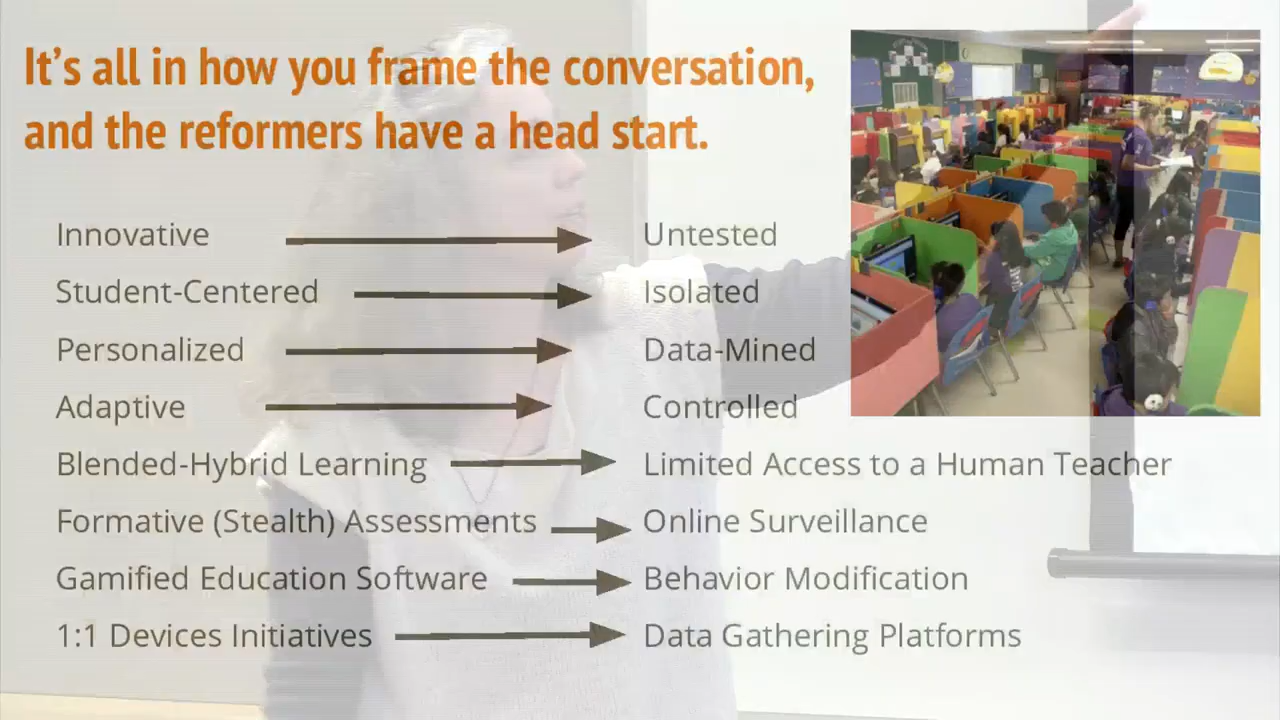 It's all in how you frame the conversation,
and the reformers have a head start.
Innovative Untested
Student-Centered Isolated
Personalized Data-Mined
Adaptive Controlled
Blended-Hybrid Learning Limited Access to a Human Teacher
Formative (Stealth) Assessments Online Surveillance
Gamified Education Software Behavior Modification
1:1 Devices Initiatives Data Gathering Platforms